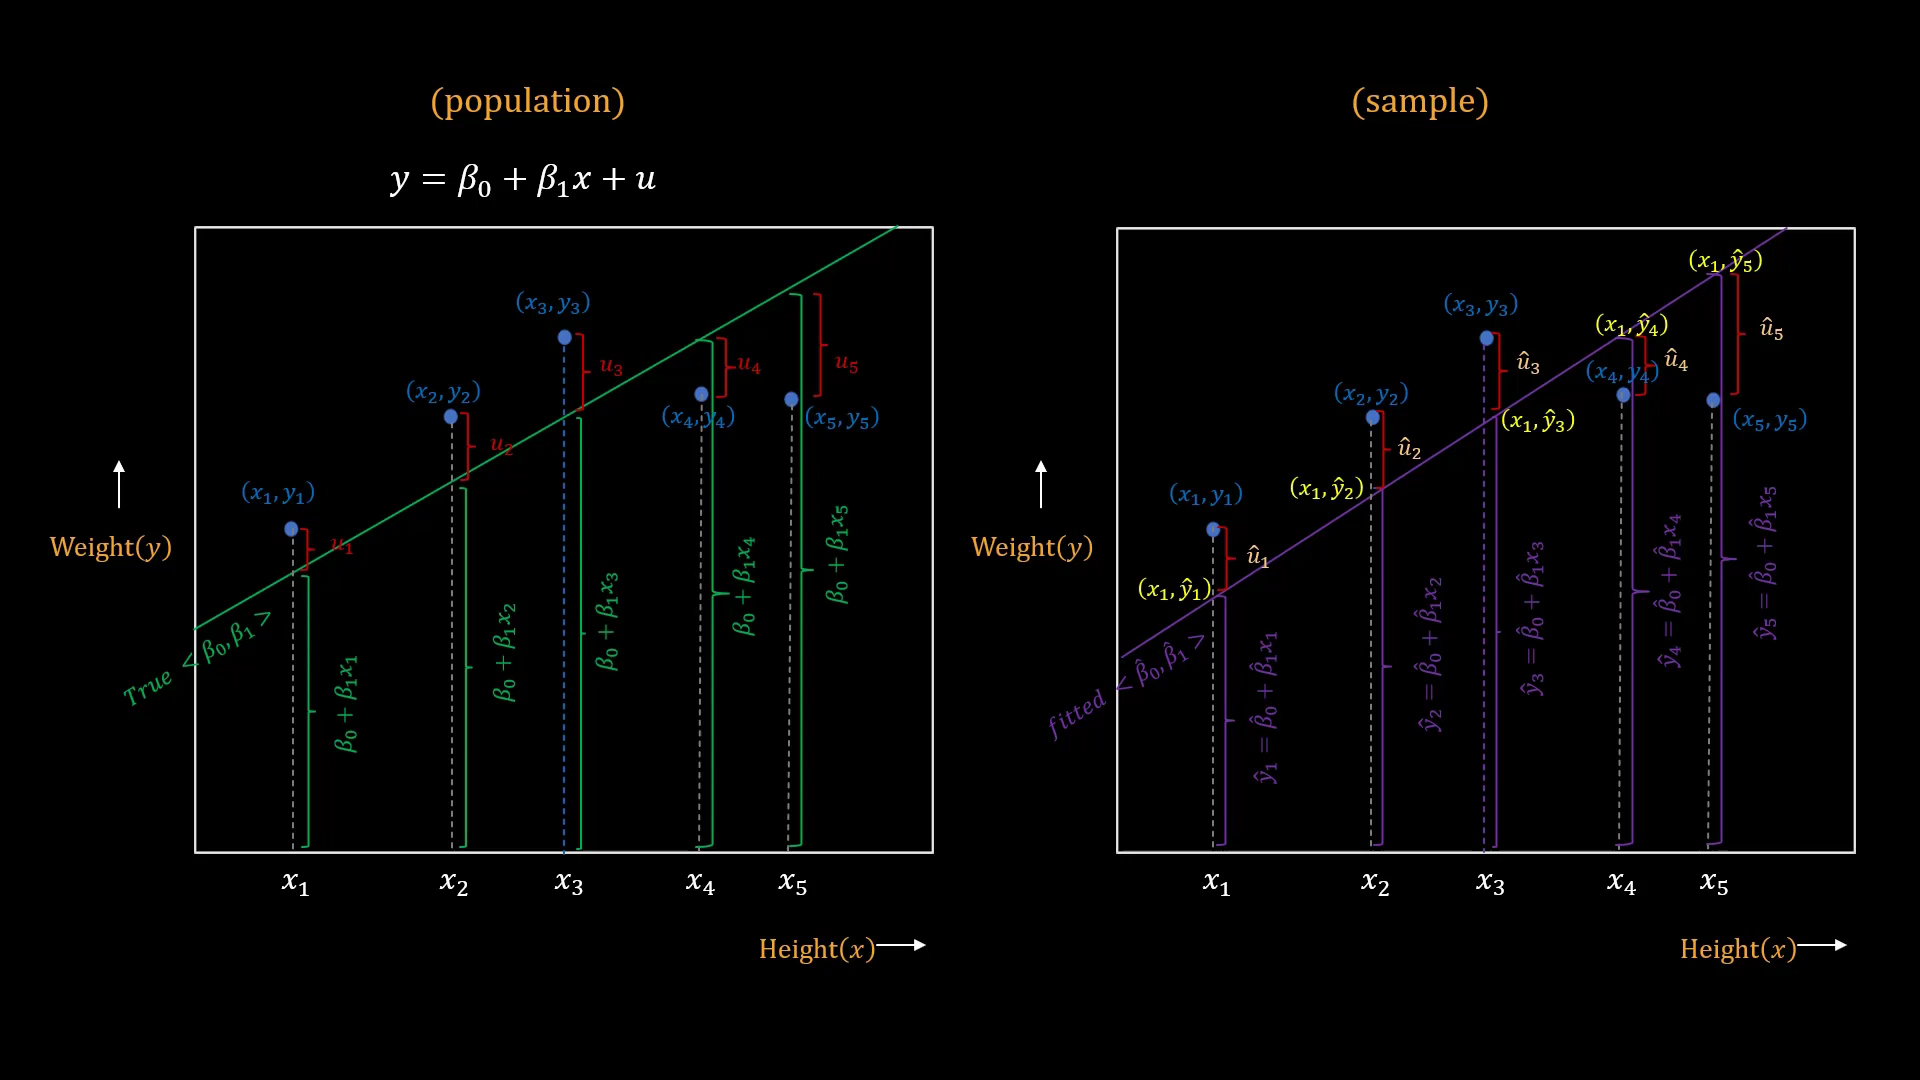 (population)
y = β₀ + β₁x + u
(x₃, y₃)
u₃
u₄
u₅
(x₂, y₂)
(x₄, y₄)
(x₅, y₅)
u₂
(x₁, y₁)
u₁
Weight(y)
β₀ + β₁x₅
β₀ + β₁x₄
β₀ + β₁x₃
β₀ + β₁x₂
β₀ + β₁x₁
True < β₀, β₁ >
x₁ x₂ x₃ x₄ x₅
Height(x)
(sample)
(x₁, ŷ₅)
(x₃, y₃)
(x₁, ŷ₄)
û₅
û₃
û₄
(x₄, y₄)
(x₂, y₂)
(x₁, ŷ₃)
(x₅, y₅)
û₂
(x₁, ŷ₂)
(x₁, y₁)
Weight(y)
û₁
(x₁, ŷ₁)
ŷ₅ = β̂₀ + β̂₁x₅
ŷ₄ = β̂₀ + β̂₁x₄
ŷ₃ = β̂₀ + β̂₁x₃
ŷ₂ = β̂₀ + β̂₁x₂
ŷ₁ = β̂₀ + β̂₁x₁
fitted < β̂₀, β̂₁ >
x₁ x₂ x₃ x₄ x₅
Height(x)